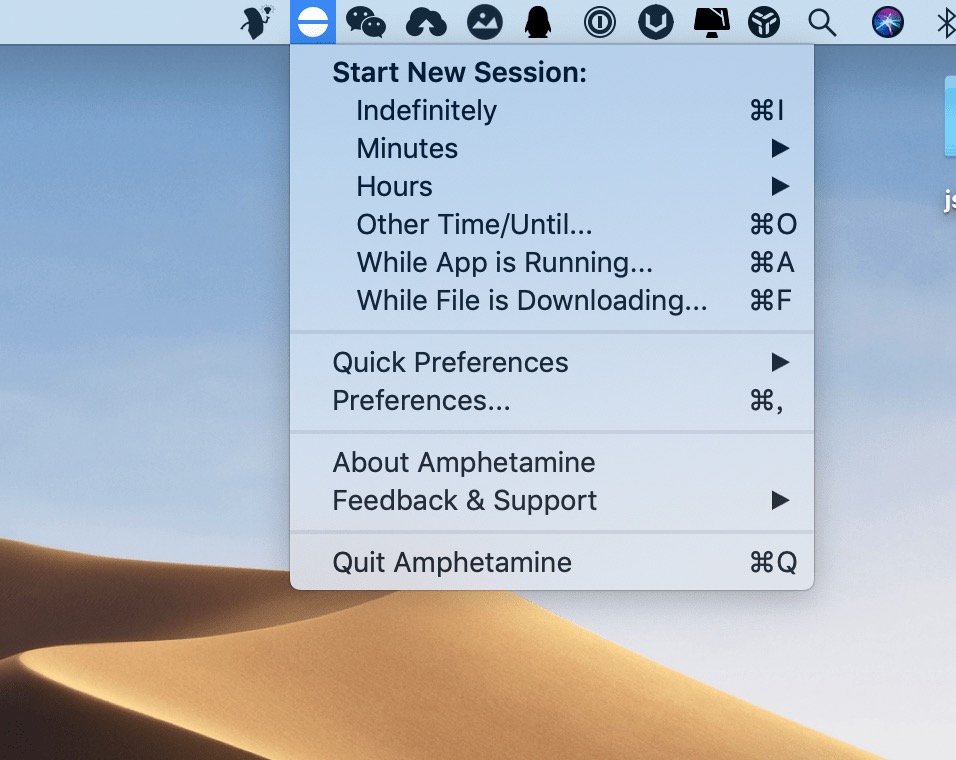 Start New Session:
Indefinitely ⌘I
Minutes ▶
Hours ▶
Other Time/Until... ⌘O
While App is Running... ⌘A
While File is Downloading... ⌘F
Quick Preferences ▶
Preferences... ⌘,
About Amphetamine
Feedback & Support ▶
Quit Amphetamine ⌘Q